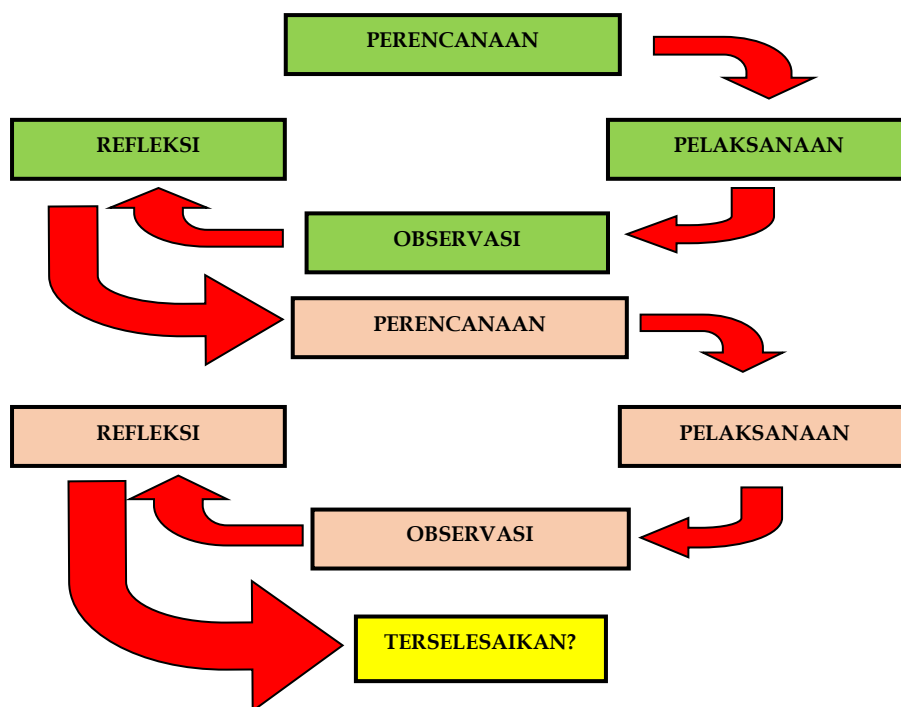 PERENCANAAN
REFLEKSI
PELAKSANAAN
OBSERVASI
PERENCANAAN
REFLEKSI
PELAKSANAAN
OBSERVASI
TERSELESAIKAN?